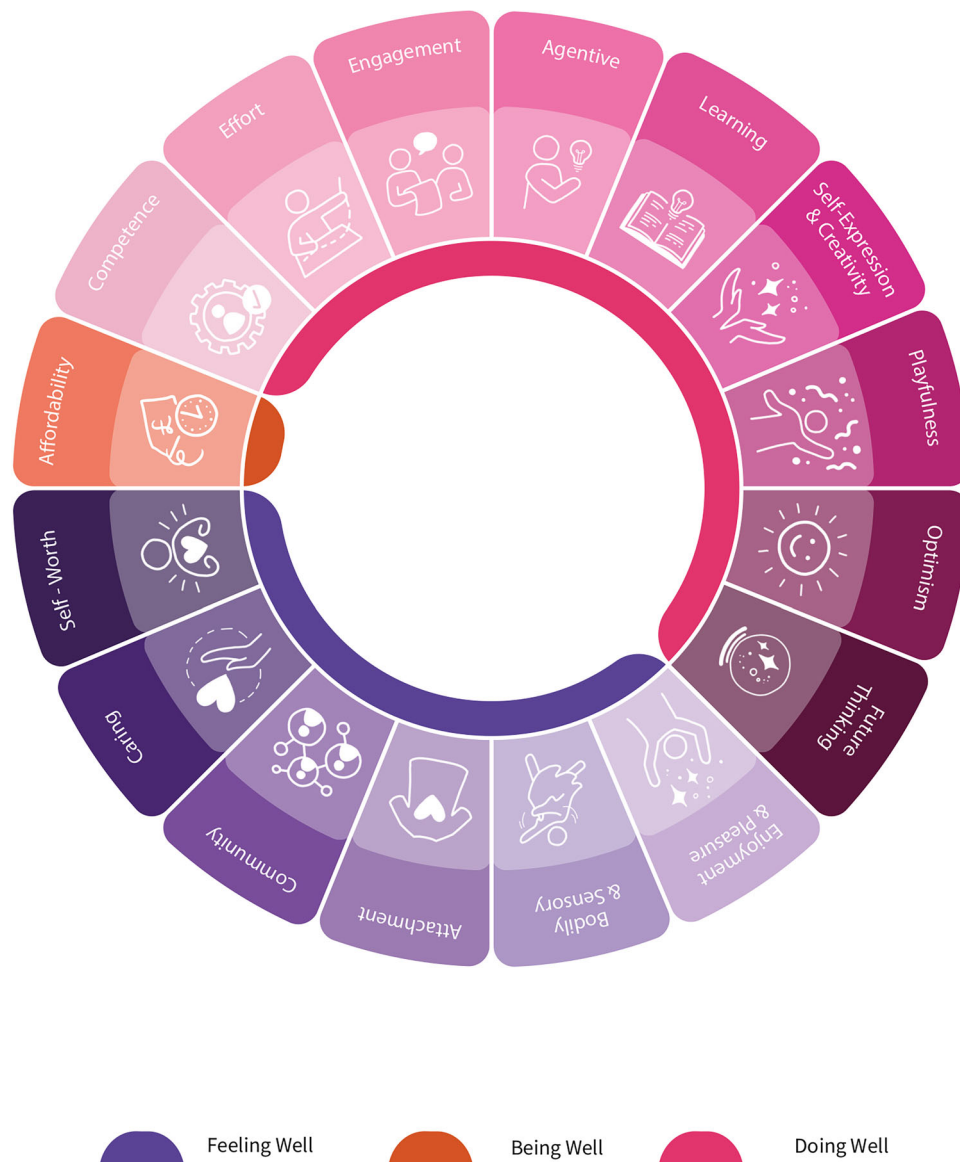 Engagement
Agentive
Learning
Self-Expression
& Creativity
Playfulness
Optimism
Future
Thinking
Enjoyment
& Pleasure
Bodily
& Sensory
Attachment
Community
Caring
Self - Worth
Affordability
£
Competence
Effort
Feeling Well
Being Well
Doing Well